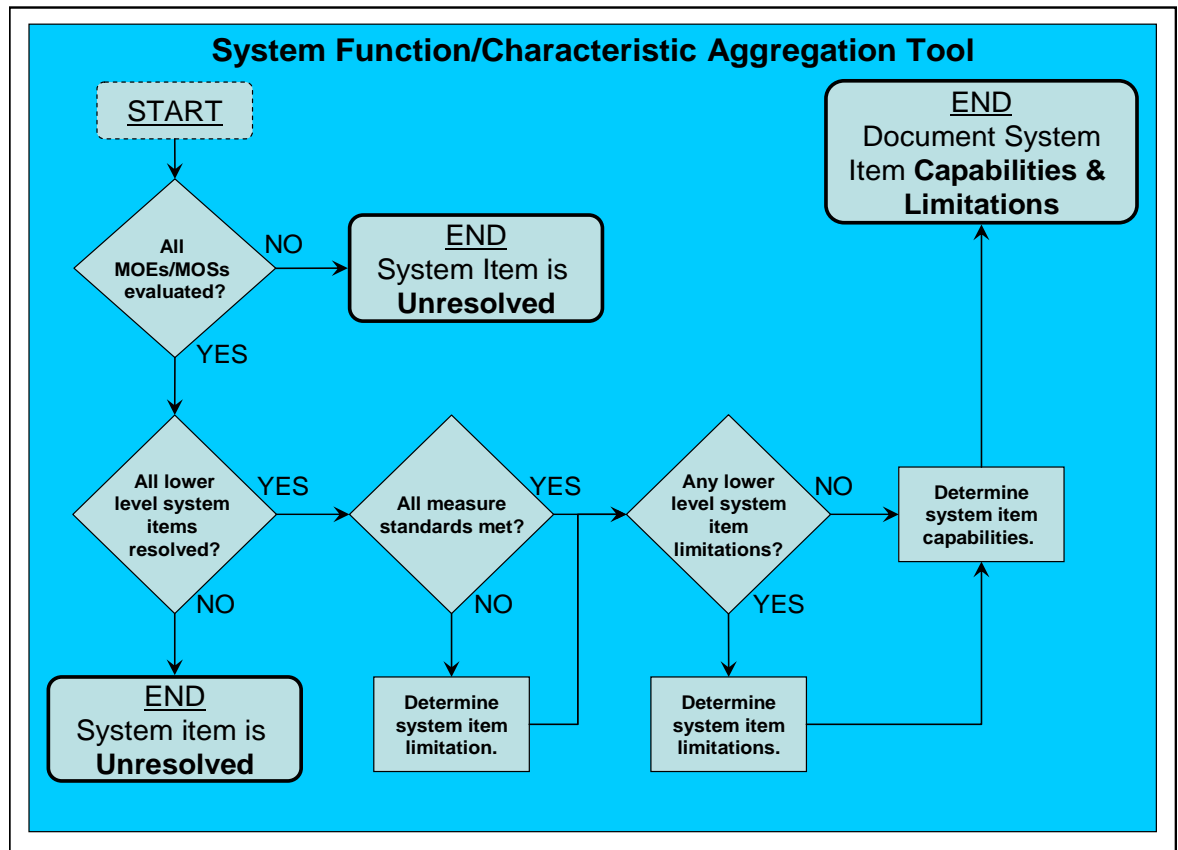 System Function/Characteristic Aggregation Tool
START
END
Document System
Item Capabilities &
Limitations
All
MOEs/MOSs
evaluated?
NO
END
System Item is
Unresolved
YES
All lower
level system
items
resolved?
YES
All measure
standards met?
YES
Any lower
level system
item
limitations?
NO
Determine
system item
capabilities.
NO
NO
YES
END
System item is
Unresolved
Determine
system item
limitation.
Determine
system item
limitations.